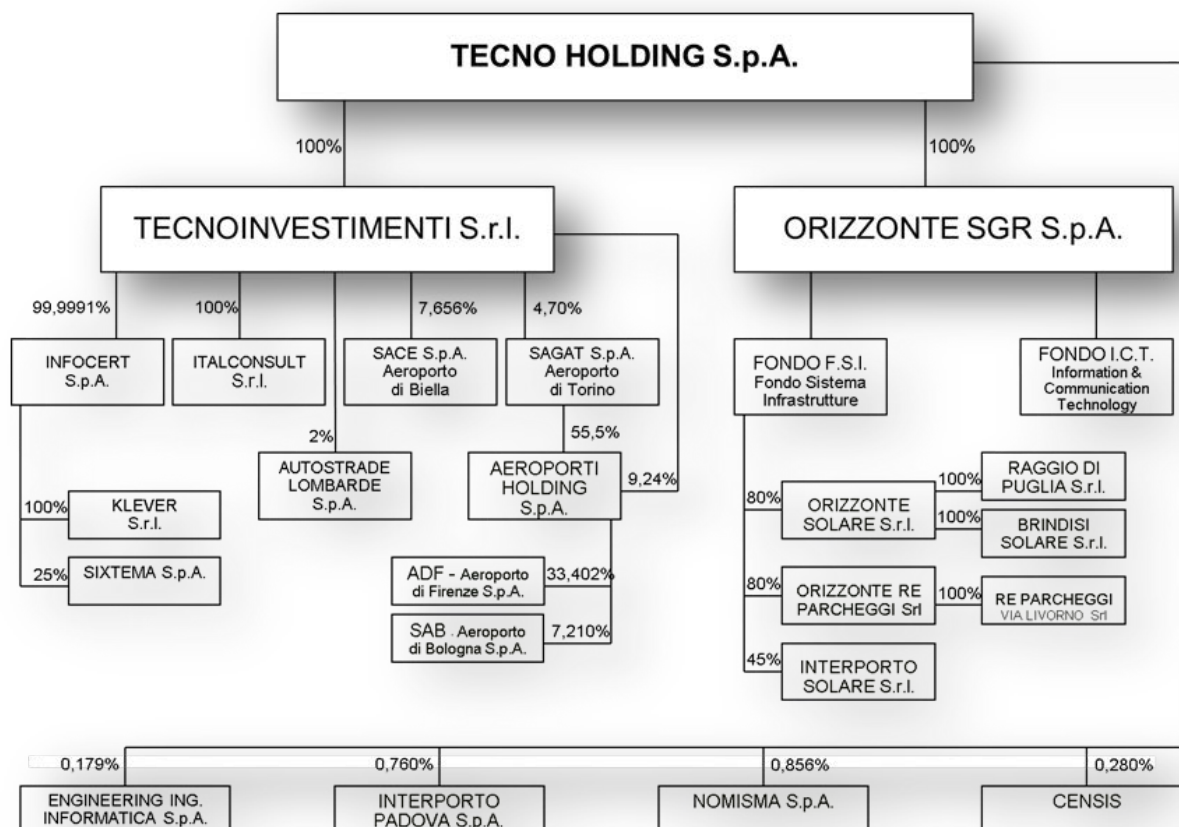 TECNO HOLDING S.p.A.
100%
100%
TECNOINVESTIMENTI S.r.l.
ORIZZONTE SGR S.p.A.
99,9991%
100%
7,656%
4,70%
INFOCERT
S.p.A.
ITALCONSULT
S.r.l.
SACE S.p.A.
Aeroporto
di Biella
SAGAT S.p.A.
Aeroporto
di Torino
FONDO F.S.I.
Fondo Sistema
Infrastrutture
FONDO I.C.T.
Information &
Communication
Technology
2%
55,5%
AUTOSTRADE
LOMBARDE
S.p.A.
AEROPORTI
HOLDING
S.p.A.
9,24%
100%
KLEVER
S.r.l.
25%
SIXTEMA S.p.A.
ADF - Aeroporto
di Firenze S.p.A.
33,402%
SAB - Aeroporto
di Bologna S.p.A.
7,210%
80%
ORIZZONTE
SOLARE S.r.l.
100%
RAGGIO DI
PUGLIA S.r.l.
100%
BRINDISI
SOLARE S.r.l.
80%
ORIZZONTE RE
PARCHEGGI Srl
100%
RE PARCHEGGI
VIA LIVORNO Srl
45%
INTERPORTO
SOLARE S.r.l.
0,179%
0,760%
0,856%
0,280%
ENGINEERING ING.
INFORMATICA S.p.A.
INTERPORTO
PADOVA S.p.A.
NOMISMA S.p.A.
CENSIS